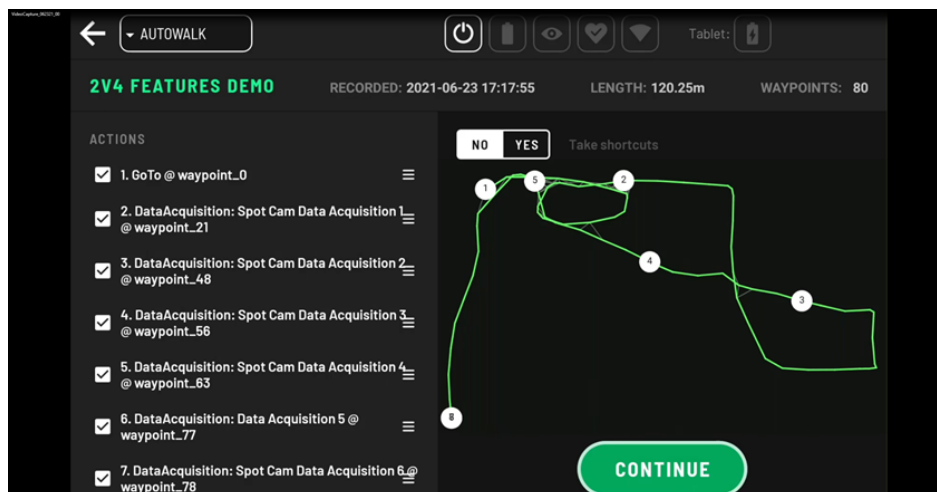 VideoCapture_062321_00
AUTOWALK
Tablet:
2V4 FEATURES DEMO
RECORDED: 2021-06-23 17:17:55
LENGTH: 120.25m
WAYPOINTS: 80
ACTIONS
NO YES Take shortcuts
1. GoTo @ waypoint_0
2. DataAcquisition: Spot Cam Data Acquisition 1
@ waypoint_21
3. DataAcquisition: Spot Cam Data Acquisition 2
@ waypoint_48
4. DataAcquisition: Spot Cam Data Acquisition 3
@ waypoint_56
5. DataAcquisition: Spot Cam Data Acquisition 4
@ waypoint_63
6. DataAcquisition: Data Acquisition 5 @
waypoint_77
7. DataAcquisition: Spot Cam Data Acquisition 6 @
waypoint_78
1
5
2
4
3
CONTINUE